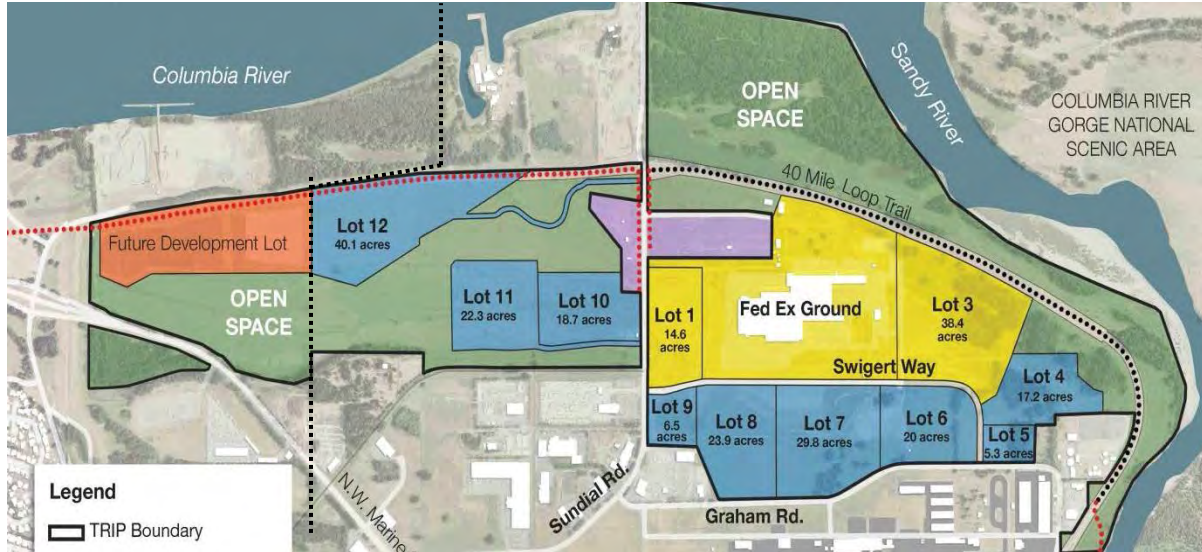 Columbia River
OPEN
SPACE
Sandy River
COLUMBIA RIVER
GORGE NATIONAL
SCENIC AREA
40 Mile Loop Trail
Future Development Lot
Lot 12
40.1 acres
OPEN
SPACE
Lot 11
22.3 acres
Lot 10
18.7 acres
Lot 1
14.6
acres
Fed Ex Ground
Lot 3
38.4
acres
Swigert Way
Lot 4
17.2 acres
Lot 9
6.5
acres
Lot 8
23.9 acres
Lot 7
29.8 acres
Lot 6
20 acres
Lot 5
5.3 acres
N.W. Marine
Sundial Rd.
Graham Rd.
Legend
TRIP Boundary